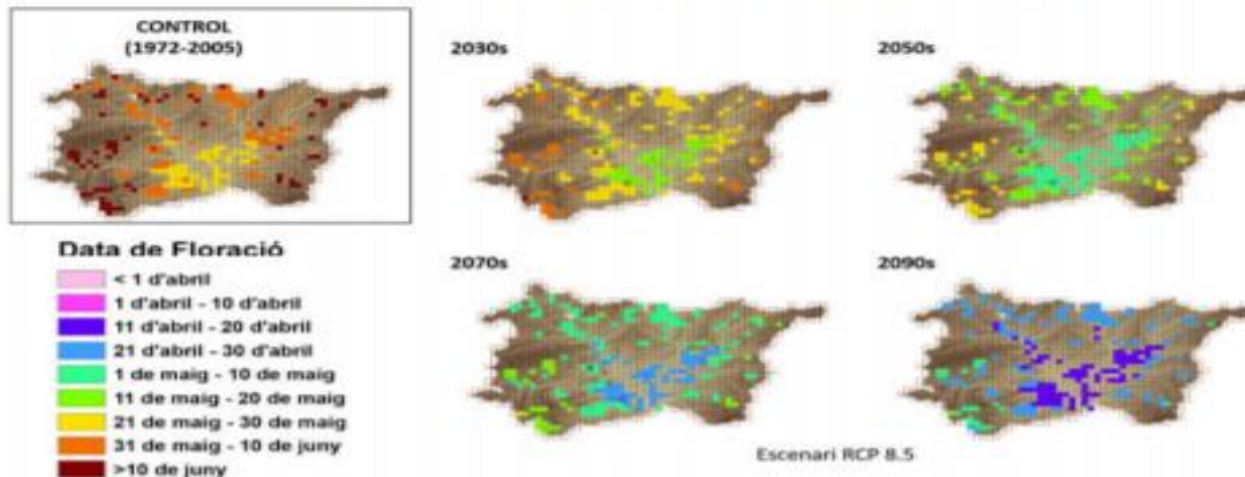 CONTROL
(1972-2005)
2030s
2050s
Data de Floració
< 1 d'abril
1 d'abril - 10 d'abril
11 d'abril - 20 d'abril
21 d'abril - 30 d'abril
1 de maig - 10 de maig
11 de maig - 20 de maig
21 de maig - 30 de maig
31 de maig - 10 de juny
>10 de juny
2070s
2090s
Escenari RCP 8.5